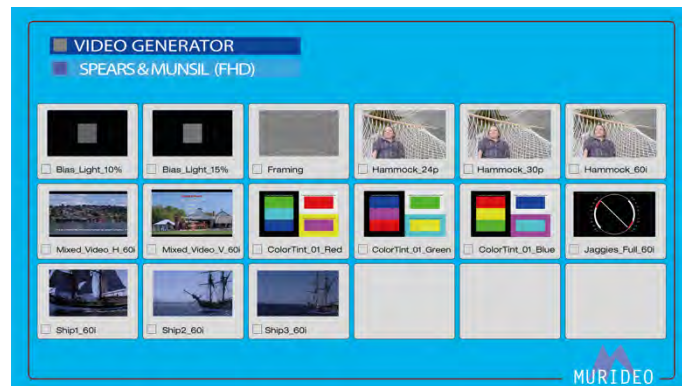 VIDEO GENERATOR
SPEARS & MUNSIL (FHD)
Bias_Light_10%
Bias_Light_15%
Framing
Hammock_24p
Hammock_30p
Hammock_60i
Mixed_Video_H_60i
Mixed_Video_V_60i
ColorTint_01_Red
ColorTint_01_Green
ColorTint_01_Blue
Jaggies_Full_60i
Ship1_60i
Ship2_60i
Ship3_60i
MURIDEO